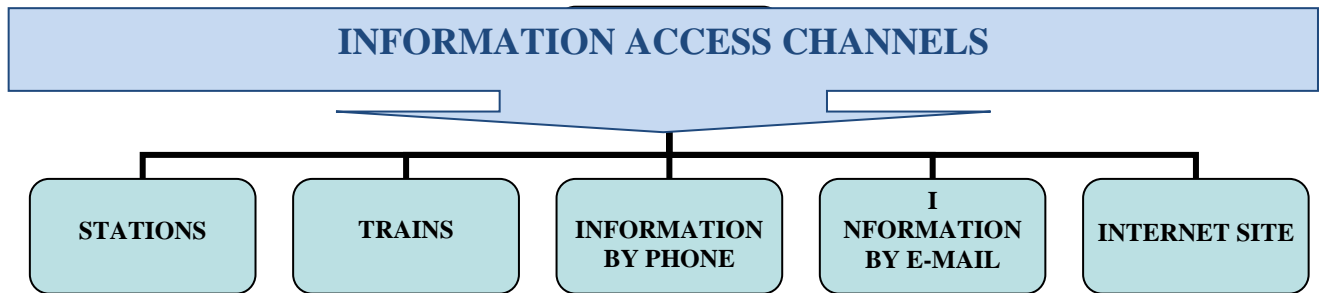 INFORMATION ACCESS CHANNELS
STATIONS
TRAINS
INFORMATION
BY PHONE
I
NFORMATION
BY E-MAIL
INTERNET SITE